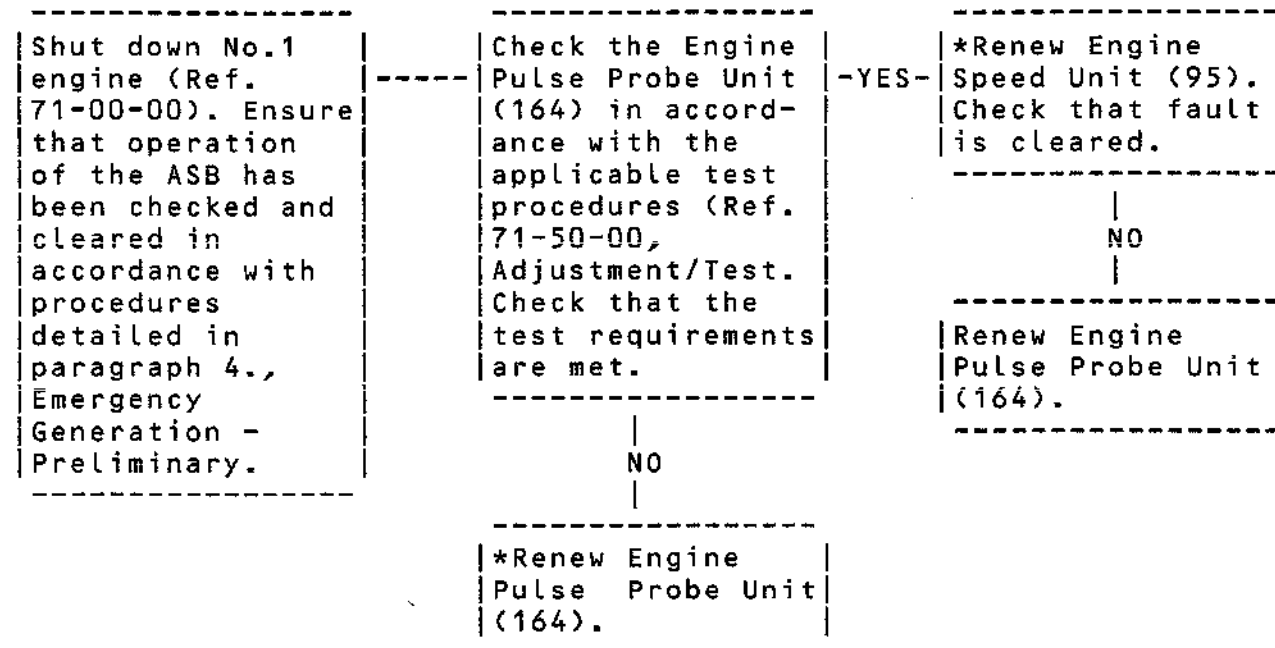 Shut down No.1
engine (Ref.
71-00-00). Ensure
that operation
of the ASB has
been checked and
cleared in
accordance with
procedures
detailed in
paragraph 4.,
Emergency
Generation -
Preliminary.
Check the Engine
Pulse Probe Unit
(164) in accord-
ance with the
applicable test
procedures (Ref.
71-50-00,
Adjustment/Test.
Check that the
test requirements
are met.
NO
*Renew Engine
Pulse Probe Unit
(164).
-YES-
*Renew Engine
Speed Unit (95).
Check that fault
is cleared.
NO
Renew Engine
Pulse Probe Unit
(164).